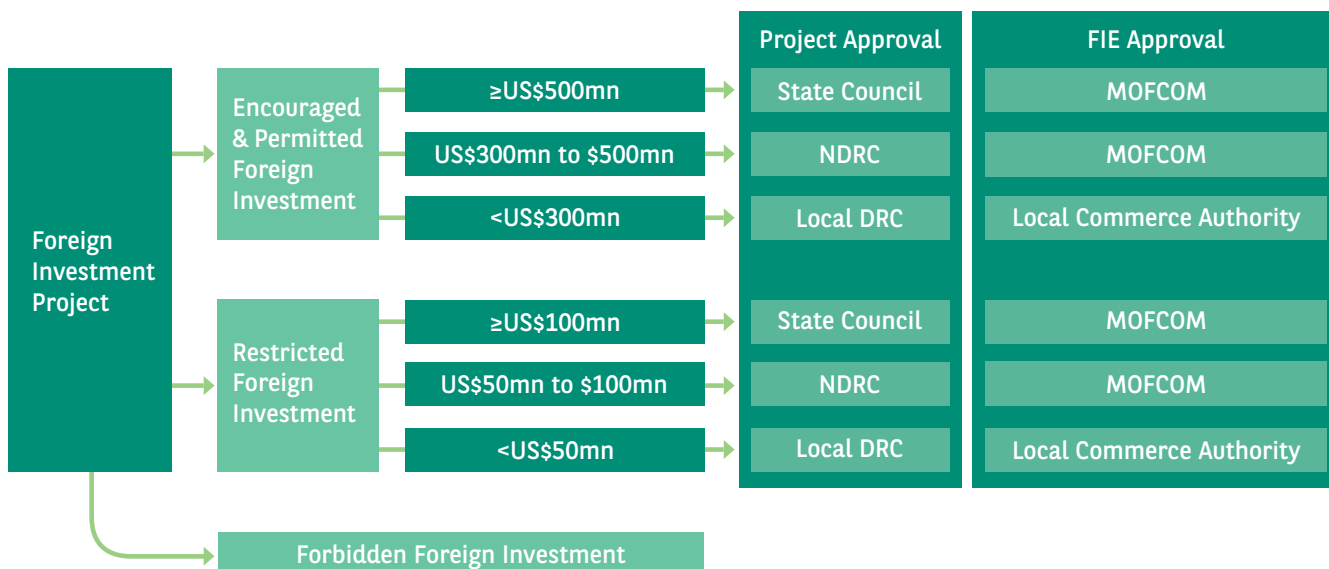 Project Approval
FIE Approval
Foreign
Investment
Project
Encouraged
& Permitted
Foreign
Investment
≥US$500mn
State Council
MOFCOM
US$300mn to $500mn
NDRC
MOFCOM
<US$300mn
Local DRC
Local Commerce Authority
Restricted
Foreign
Investment
≥US$100mn
State Council
MOFCOM
US$50mn to $100mn
NDRC
MOFCOM
<US$50mn
Local DRC
Local Commerce Authority
Forbidden Foreign Investment